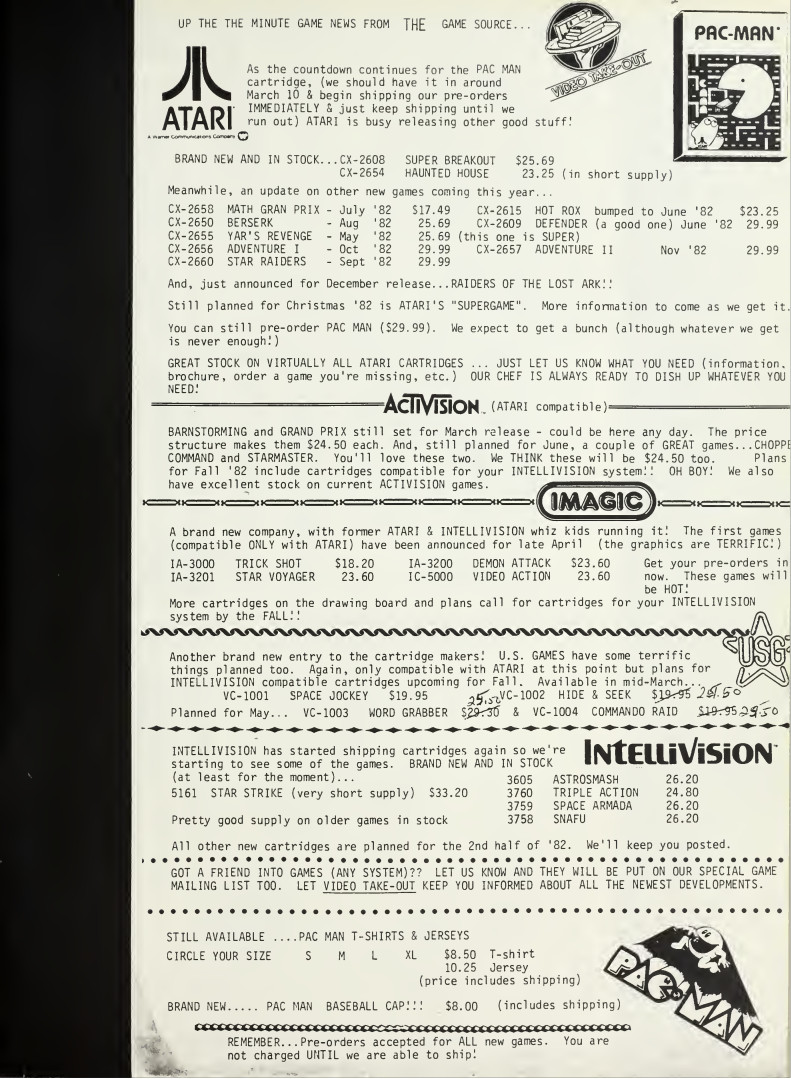 UP THE THE MINUTE GAME NEWS FROM THE GAME SOURCE...
VIDEO TAKE-OUT
PAC-MAN
ATARI
A Warner Communications Company
As the countdown continues for the PAC MAN
cartridge, (we should have it in around
March 10 & begin shipping our pre-orders
IMMEDIATELY & just keep shipping until we
run out) ATARI is busy releasing other good stuff!
BRAND NEW AND IN STOCK...CX-2608 SUPER BREAKOUT $25.69
CX-2654 HAUNTED HOUSE 23.25 (in short supply)
Meanwhile, an update on other new games coming this year...
CX-2658 MATH GRAN PRIX - July '82 $17.49 CX-2615 HOT ROX bumped to June '82 $23.25
CX-2650 BERSERK - Aug '82 25.69 CX-2609 DEFENDER (a good one) June '82 29.99
CX-2655 YAR'S REVENGE - May '82 25.69 (this one is SUPER)
CX-2656 ADVENTURE I - Oct '82 29.99 CX-2657 ADVENTURE II Nov '82 29.99
CX-2660 STAR RAIDERS - Sept '82 29.99
And, just announced for December release...RAIDERS OF THE LOST ARK!!
Still planned for Christmas '82 is ATARI'S "SUPERGAME". More information to come as we get it.
You can still pre-order PAC MAN ($29.99). We expect to get a bunch (although whatever we get
is never enough!)
GREAT STOCK ON VIRTUALLY ALL ATARI CARTRIDGES ... JUST LET US KNOW WHAT YOU NEED (information,
brochure, order a game you're missing, etc.) OUR CHEF IS ALWAYS READY TO DISH UP WHATEVER YOU
NEED!
ACTIVISION (ATARI compatible)
BARNSTORMING and GRAND PRIX still set for March release - could be here any day. The price
structure makes them $24.50 each. And, still planned for June, a couple of GREAT games...CHOPPE
COMMAND and STARMASTER. You'll love these two. We THINK these will be $24.50 too. Plans
for Fall '82 include cartridges compatible for your INTELLIVISION system!! OH BOY! We also
have excellent stock on current ACTIVISION games.
IMAGIC
A brand new company, with former ATARI & INTELLIVISION whiz kids running it! The first games
(compatible ONLY with ATARI) have been announced for late April (the graphics are TERRIFIC!)
IA-3000 TRICK SHOT $18.20 IA-3200 DEMON ATTACK $23.60 Get your pre-orders in
IA-3201 STAR VOYAGER 23.60 IC-5000 VIDEO ACTION 23.60 now. These games will
be HOT!
More cartridges on the drawing board and plans call for cartridges for your INTELLIVISION
system by the FALL!!
USG
Another brand new entry to the cartridge makers! U.S. GAMES have some terrific
things planned too. Again, only compatible with ATARI at this point but plans for
INTELLIVISION compatible cartridges upcoming for Fall. Available in mid-March...
VC-1001 SPACE JOCKEY $19.95 VC-1002 HIDE & SEEK $19.95
Planned for May... VC-1003 WORD GRABBER $29.30 25.50 & VC-1004 COMMANDO RAID $19.95 25.50
INTELLIVISION
INTELLIVISION has started shipping cartridges again so we're
starting to see some of the games. BRAND NEW AND IN STOCK
(at least for the moment)... 3605 ASTROSMASH 26.20
5161 STAR STRIKE (very short supply) $33.20 3760 TRIPLE ACTION 24.80
3759 SPACE ARMADA 26.20
Pretty good supply on older games in stock 3758 SNAFU 26.20
All other new cartridges are planned for the 2nd half of '82. We'll keep you posted.
GOT A FRIEND INTO GAMES (ANY SYSTEM)?? LET US KNOW AND THEY WILL BE PUT ON OUR SPECIAL GAME
MAILING LIST TOO. LET VIDEO TAKE-OUT KEEP YOU INFORMED ABOUT ALL THE NEWEST DEVELOPMENTS.
STILL AVAILABLE ....PAC MAN T-SHIRTS & JERSEYS
CIRCLE YOUR SIZE S M L XL $8.50 T-shirt
10.25 Jersey
(price includes shipping)
PAC-MAN
BRAND NEW..... PAC MAN BASEBALL CAP!!! $8.00 (includes shipping)
REMEMBER...Pre-orders accepted for ALL new games. You are
not charged UNTIL we are able to ship!